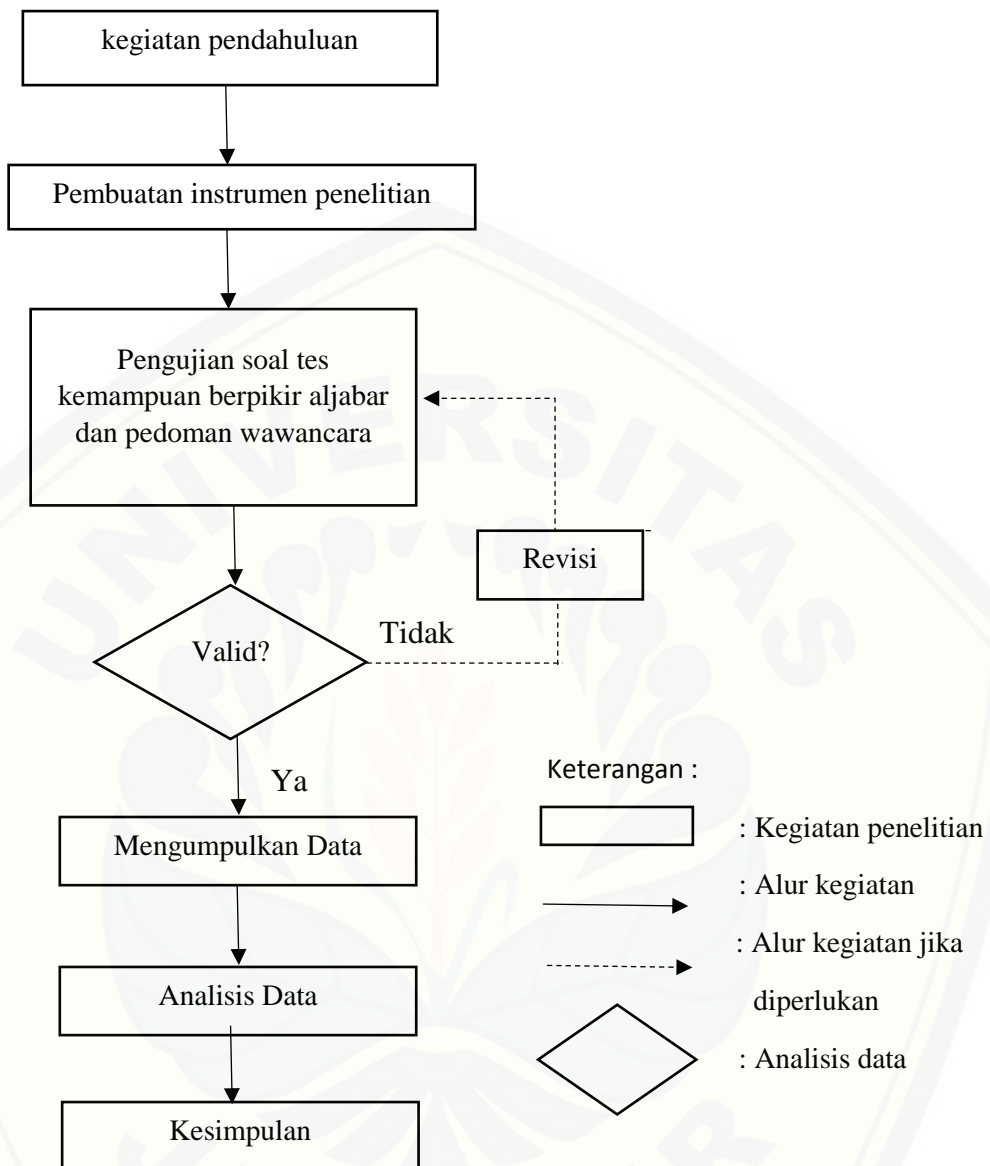 kegiatan pendahuluan
Pembuatan instrumen penelitian
Pengujian soal tes
kemampuan berpikir aljabar
dan pedoman wawancara
Revisi
Valid?
Tidak
Ya
Mengumpulkan Data
Analisis Data
Kesimpulan
Keterangan :
: Kegiatan penelitian
: Alur kegiatan
: Alur kegiatan jika
diperlukan
: Analisis data
UNIVERSITAS